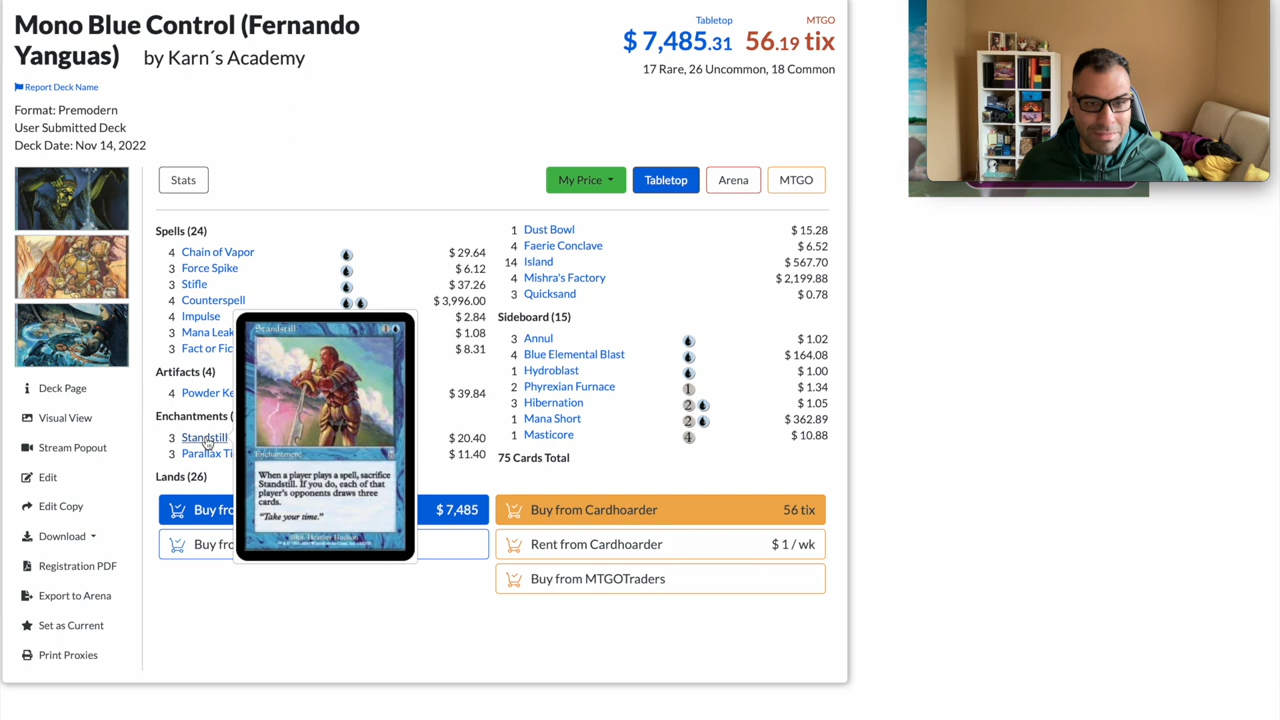 Mono Blue Control (Fernando
Yanguas) by Karn´s Academy
Tabletop
$ 7,485.31
MTGO
56.19 tix
17 Rare, 26 Uncommon, 18 Common
Report Deck Name
Format: Premodern
User Submitted Deck
Deck Date: Nov 14, 2022
Stats
My Price
Tabletop
Arena
MTGO
Deck Page
Visual View
Stream Popout
Edit
Edit Copy
Download
Registration PDF
Export to Arena
Set as Current
Print Proxies
Spells (24)
4 Chain of Vapor $ 29.64
3 Force Spike $ 6.12
3 Stifle $ 37.26
4 Counterspell $ 3,996.00
4 Impulse $ 2.84
3 Mana Leak $ 1.08
3 Fact or Fic $ 8.31
Artifacts (4)
4 Powder Ke $ 39.84
Enchantments (
3 Standstill $ 20.40
3 Parallax Ti $ 11.40
Lands (26)
Standstill 1
Enchantment
When a player plays a spell, sacrifice
Standstill. If you do, each of that
player's opponents draws three
cards.
"Take your time."
Heather Hudson
1 Dust Bowl $ 15.28
4 Faerie Conclave $ 6.52
14 Island $ 567.70
4 Mishra's Factory $ 2,199.88
3 Quicksand $ 0.78
Sideboard (15)
3 Annul $ 1.02
4 Blue Elemental Blast $ 164.08
1 Hydroblast $ 1.00
2 Phyrexian Furnace 1 $ 1.34
3 Hibernation 2 $ 1.05
1 Mana Short 2 $ 362.89
1 Masticore 4 $ 10.88
75 Cards Total
Buy fro $ 7,485
Buy fro
Buy from Cardhoarder 56 tix
Rent from Cardhoarder $ 1 / wk
Buy from MTGOTraders